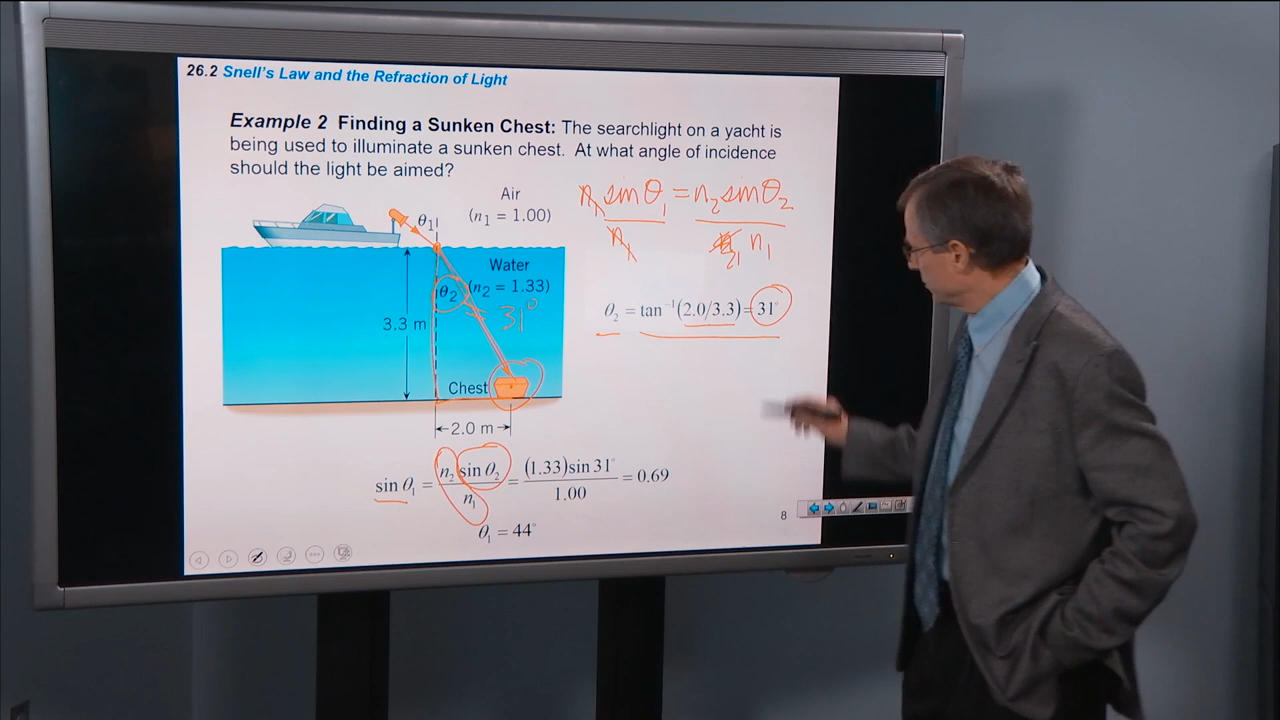 26.2 Snell's Law and the Refraction of Light
Example 2 Finding a Sunken Chest: The searchlight on a yacht is
being used to illuminate a sunken chest. At what angle of incidence
should the light be aimed?
Air
(n₁ = 1.00)
θ₁
n₁ sinθ₁ = n₂ sinθ₂
n₁ n₁
Water
(n₂ = 1.33)
θ₂
31°
3.3 m
θ₂ = tan⁻¹(2.0/3.3) = 31°
Chest
2.0 m
sin θ₁ = n₂ sin θ₂ / n₁ = (1.33)sin 31° / 1.00 = 0.69
θ₁ = 44°
8